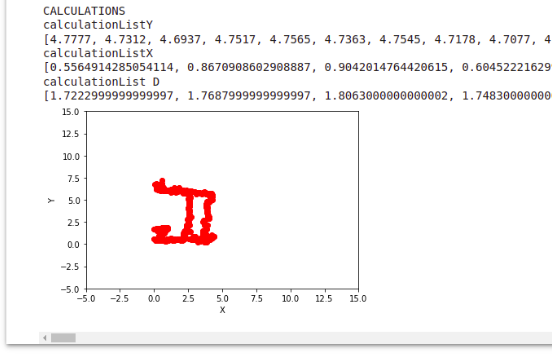 CALCULATIONS
calculationListY
[4.7777, 4.7312, 4.6937, 4.7517, 4.7565, 4.7363, 4.7545, 4.7178, 4.7077, 4.
calculationListX
[0.5564914285054114, 0.8670908602908887, 0.9042014764420615, 0.60452221629
calculationList D
[1.7222999999999997, 1.7687999999999997, 1.8063000000000002, 1.74830000000
15.0
12.5
10.0
7.5
5.0
2.5
0.0
−2.5
−5.0
Y
−5.0 −2.5 0.0 2.5 5.0 7.5 10.0 12.5 15.0
X